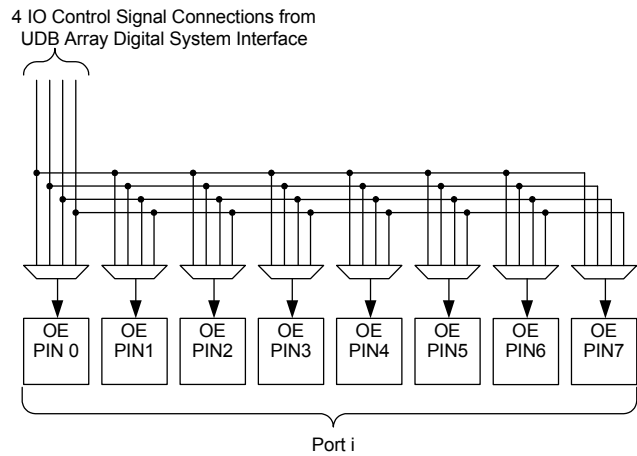 4 IO Control Signal Connections from
UDB Array Digital System Interface
OE
PIN 0
OE
PIN1
OE
PIN2
OE
PIN3
OE
PIN4
OE
PIN5
OE
PIN6
OE
PIN7
Port i